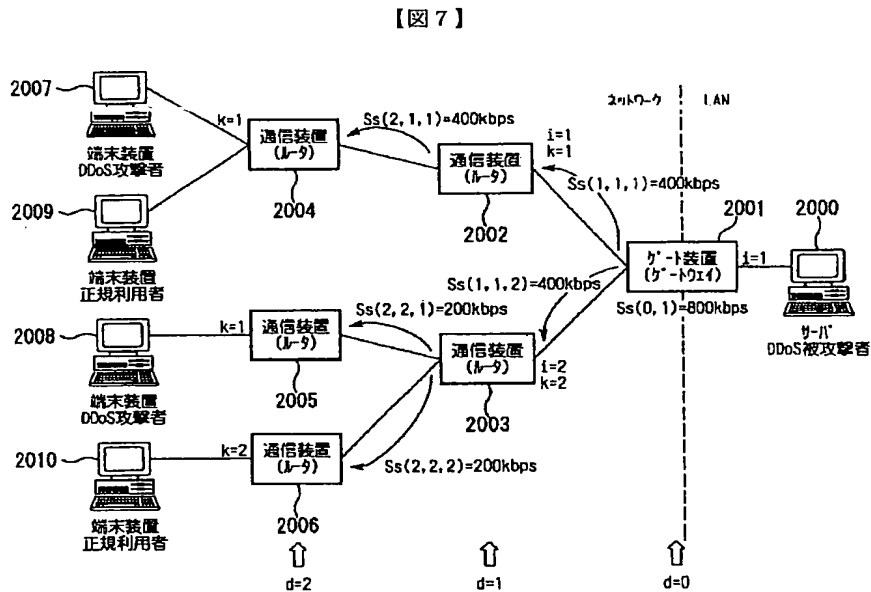 【図７】
2007
端末装置
DDoS攻撃者
2009
端末装置
正規利用者
2008
端末装置
DDoS攻撃者
2010
端末装置
正規利用者
k=1
通信装置
(ルータ)
2004
k=1
通信装置
(ルータ)
2005
k=2
通信装置
(ルータ)
2006
Ss(2,1,1)=400kbps
通信装置
(ルータ)
2002
i=1
k=1
Ss(1,1,1)=400kbps
Ss(1,1,2)=400kbps
Ss(2,2,1)=200kbps
通信装置
(ルータ)
2003
i=2
k=2
Ss(2,2,2)=200kbps
ネットワーク
LAN
2001
ゲート装置
(ゲートウェイ)
Ss(0,1)=800kbps
i=1
2000
サーバ
DDoS被攻撃者
d=2
d=1
d=0